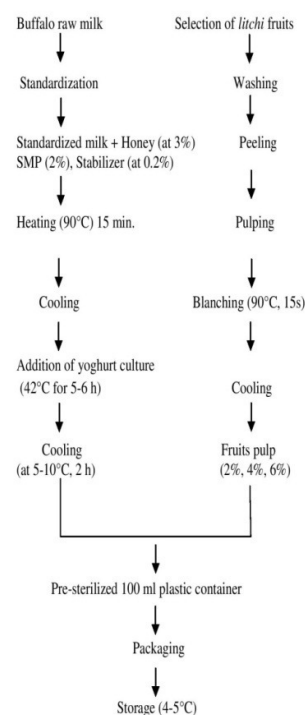 Buffalo raw milk
Standardization
Standardized milk + Honey (at 3%)
SMP (2%), Stabilizer (at 0.2%)
Heating (90°C) 15 min.
Cooling
Addition of yoghurt culture
(42°C for 5-6 h)
Cooling
(at 5-10°C, 2 h)
Selection of litchi fruits
Washing
Peeling
Pulping
Blanching (90°C, 15s)
Cooling
Fruits pulp
(2%, 4%, 6%)
Pre-sterilized 100 ml plastic container
Packaging
Storage (4-5°C)